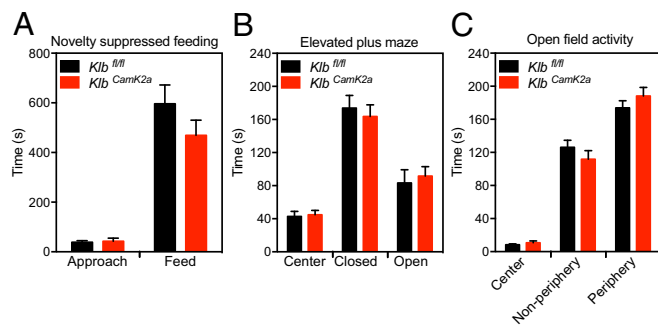 A
Novelty suppressed feeding
800
600
400
200
0
Time (s)
Klb fl/fl
Klb CamK2a
Approach
Feed
B
Elevated plus maze
240
200
160
120
80
40
0
Time (s)
Klb fl/fl
Klb CamK2a
Center
Closed
Open
C
Open field activity
240
200
160
120
80
40
0
Time (s)
Klb fl/fl
Klb CamK2a
Center
Non-periphery
Periphery